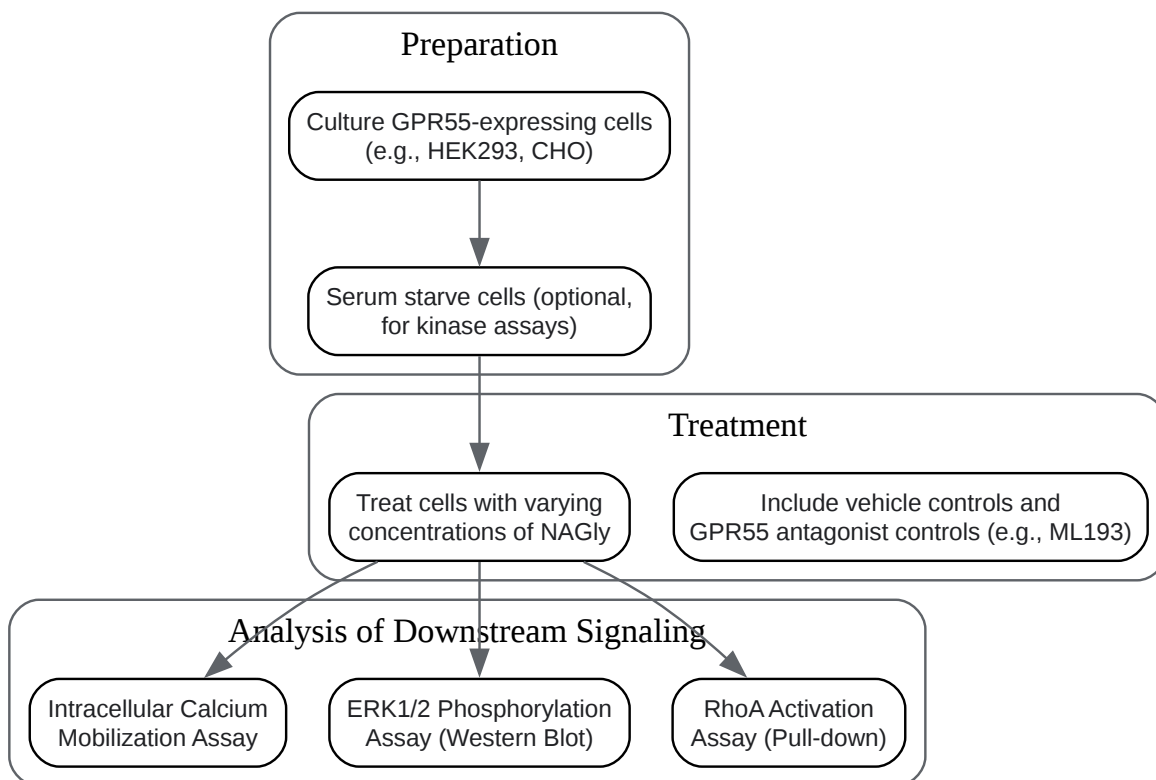 Preparation
Culture GPR55-expressing cells
(e.g., HEK293, CHO)
Serum starve cells (optional,
for kinase assays)
Treatment
Treat cells with varying
concentrations of NAGly
Include vehicle controls and
GPR55 antagonist controls (e.g., ML193)
Analysis of Downstream Signaling
Intracellular Calcium
Mobilization Assay
ERK1/2 Phosphorylation
Assay (Western Blot)
RhoA Activation
Assay (Pull-down)